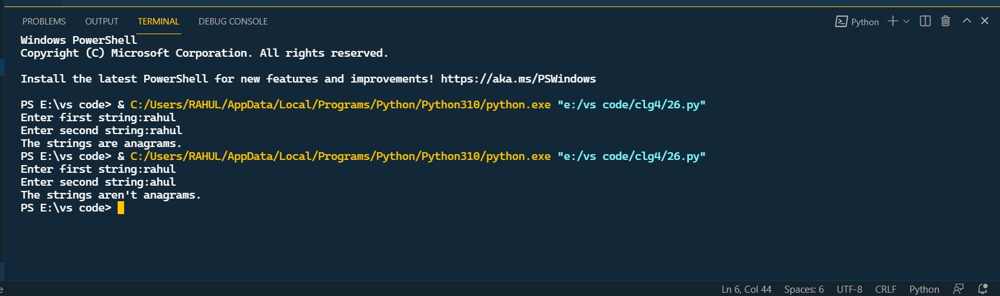 PROBLEMS OUTPUT TERMINAL DEBUG CONSOLE Python
Windows PowerShell
Copyright (C) Microsoft Corporation. All rights reserved.
Install the latest PowerShell for new features and improvements! https://aka.ms/PSWindows
PS E:\vs code> & C:/Users/RAHUL/AppData/Local/Programs/Python/Python310/python.exe "e:/vs code/clg4/26.py"
Enter first string:rahul
Enter second string:rahul
The strings are anagrams.
PS E:\vs code> & C:/Users/RAHUL/AppData/Local/Programs/Python/Python310/python.exe "e:/vs code/clg4/26.py"
Enter first string:rahul
Enter second string:ahul
The strings aren't anagrams.
PS E:\vs code>
Ln 6, Col 44 Spaces: 6 UTF-8 CRLF Python